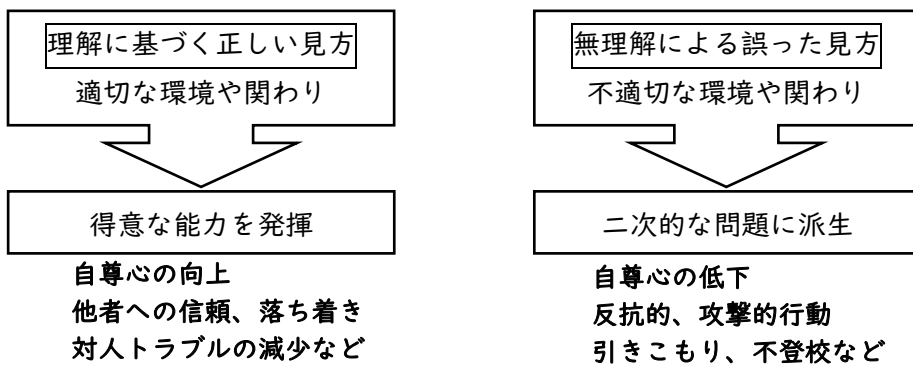 理解に基づく正しい見方
適切な環境や関わり
得意な能力を発揮
自尊心の向上
他者への信頼、落ち着き
対人トラブルの減少など
無理解による誤った見方
不適切な環境や関わり
二次的な問題に派生
自尊心の低下
反抗的、攻撃的行動
引きこもり、不登校など